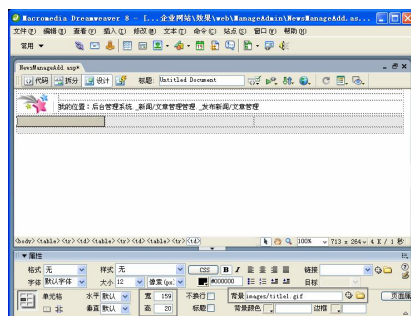 Macromedia Dreamweaver 8 - [...企业网站\效果\web\ManageAdmin\NewsManageAdd.as...
文件(F) 编辑(E) 查看(V) 插入(I) 修改(M) 文本(T) 命令(C) 站点(S) 窗口(W) 帮助(H)
常用
NewsManageAdd.asp*
代码 拆分 设计 标题: Untitled Document
我的位置：后台管理系统 _新闻/文章管理管理 _发布新闻/文章管理
<body> <table> <tr> <td> <table> <tr> <td> <table> <tr> <td> 100% 713 x 264 4 K / 1 秒
属性
格式 无 样式 无 CSS B I 链接
字体 默认字体 大小 12 像素(px) #000000 目标
单元格 水平 默认 宽 159 不换行 背景 images/title1.gif 页面属
垂直 默认 高 20 标题 背景颜色 边框